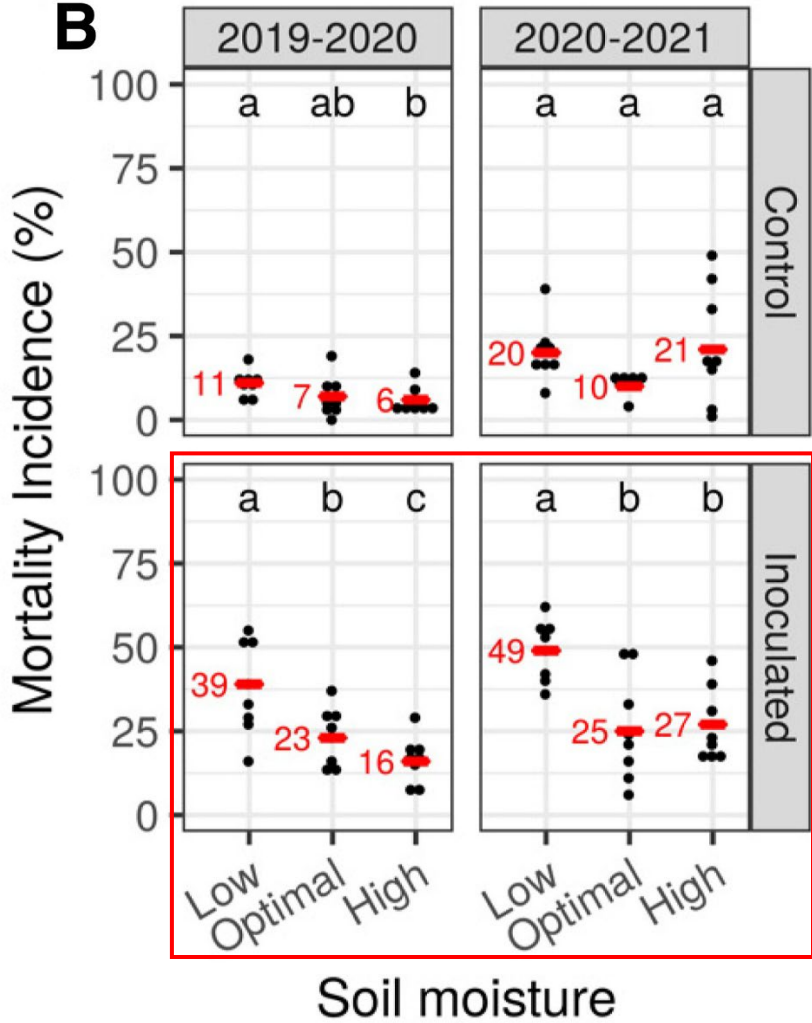 B
2019-2020 2020-2021
Mortality Incidence (%)
100
75
50
25
0
a ab b
11 7 6
a a a
20 10 21
Control
100
75
50
25
0
a b c
39 23 16
a b b
49 25 27
Inoculated
Low Optimal High
Low Optimal High
Soil moisture